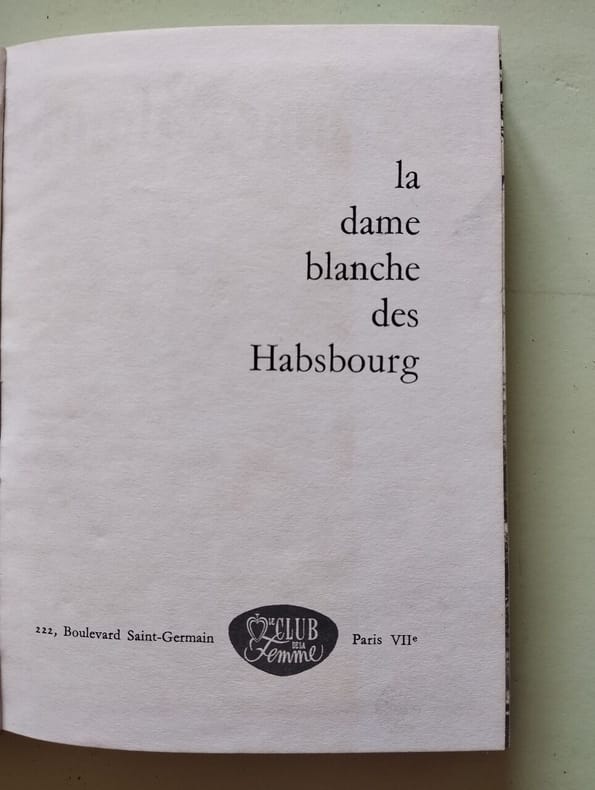 la
dame
blanche
des
Habsbourg
222, Boulevard Saint-Germain
LE CLUB
DE LA
Femme
Paris VIIe